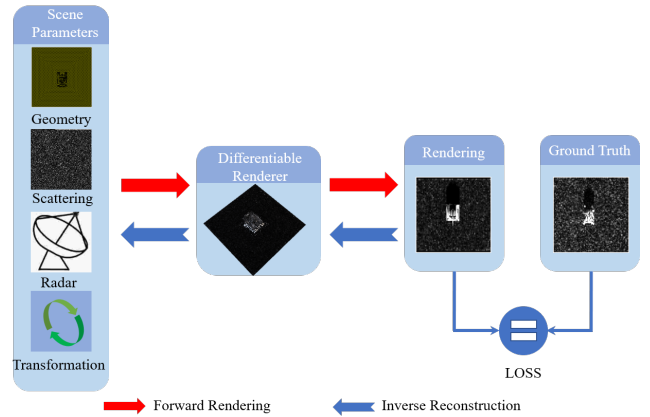 Scene
Parameters
Geometry
Scattering
Radar
Transformation
Differentiable
Renderer
Rendering
Ground Truth
LOSS
Forward Rendering
Inverse Reconstruction